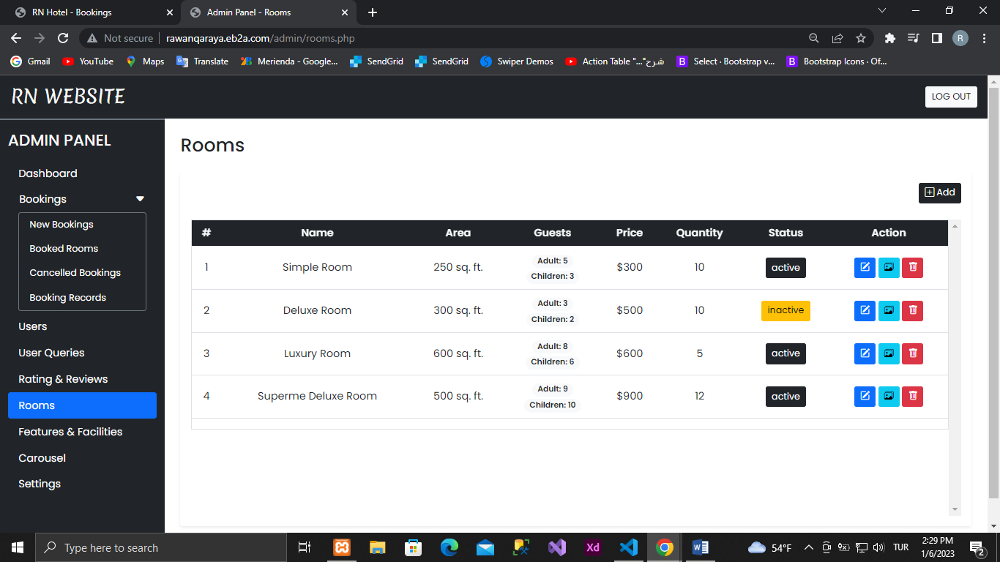 RN Hotel - Bookings
Admin Panel - Rooms
Not secure
rawanqaraya.eb2a.com/admin/rooms.php
R
Gmail
YouTube
Maps
Translate
Merienda - Google...
SendGrid
SendGrid
Swiper Demos
Action Table "..."شرح
Select · Bootstrap v...
Bootstrap Icons · Of...
RN WEBSITE
LOG OUT
ADMIN PANEL
Dashboard
Bookings
New Bookings
Booked Rooms
Cancelled Bookings
Booking Records
Users
User Queries
Rating & Reviews
Rooms
Features & Facilities
Carousel
Settings
Rooms
Add
# Name Area Guests Price Quantity Status Action
1 Simple Room 250 sq. ft. Adult: 5 Children: 3 $300 10 active
2 Deluxe Room 300 sq. ft. Adult: 3 Children: 2 $500 10 inactive
3 Luxury Room 600 sq. ft. Adult: 8 Children: 6 $600 5 active
4 Superme Deluxe Room 500 sq. ft. Adult: 9 Children: 10 $900 12 active
Type here to search
Xd
54°F
TUR
2:29 PM
1/6/2023
2